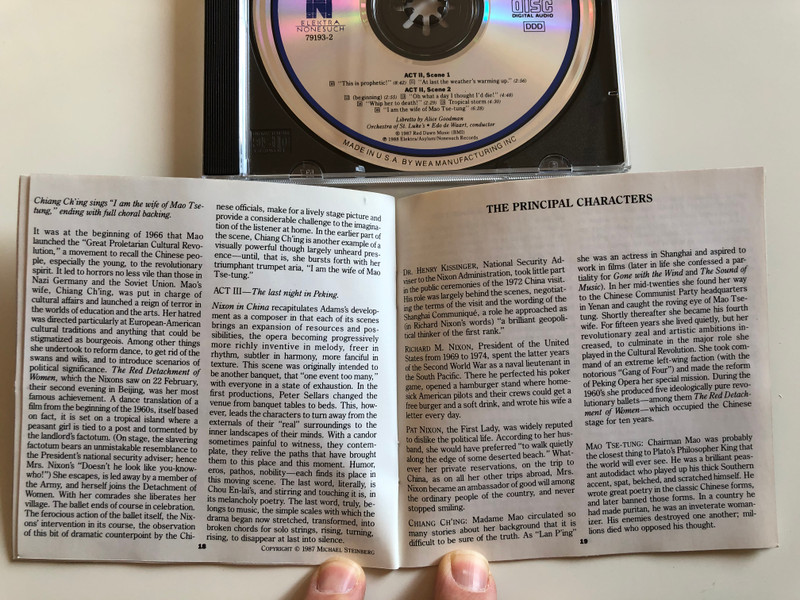 ELEKTRA
NONESUCH
79193-2
DISC
DIGITAL AUDIO
DDD
ACT II, Scene 1
"This is prophetic!" "At last the weather's warming up."
ACT II, Scene 2
(beginning) "Oh what a day I thought I'd die!"
"Whip her to death!" Tropical storm
"I am the wife of Mao Tse-tung"
Libretto by Alice Goodman
Orchestra of St. Luke's • Edo de Waart, conductor
℗ 1987 Red Dawn Music (BMI)
℗ 1988 Elektra/Asylum/Nonesuch Records
MADE IN U.S.A. BY WEA MANUFACTURING INC
Chiang Ch'ing sings "I am the wife of Mao Tse-
tung," ending with full choral backing.
It was at the beginning of 1966 that Mao
launched the "Great Proletarian Cultural Revo-
lution," a movement to recall the Chinese peo-
ple, especially the young, to the revolutionary
spirit. It led to horrors no less vile than those in
Nazi Germany and the Soviet Union. Mao's
wife, Chiang Ch'ing, was put in charge of
cultural affairs and launched a reign of terror in
the worlds of education and the arts. Her hatred
was directed particularly at European-American
cultural traditions and anything that could be
stigmatized as bourgeois. Among other things
she undertook to reform dance, to get rid of the
swans and wilis, and to introduce scenarios of
political significance. The Red Detachment of
Women, which the Nixons saw on 22 February,
their second evening in Beijing, was her most
famous achievement. A dance translation of a
film from the beginning of the 1960s, itself based
on fact, it is set on a tropical island where a
peasant girl is tied to a post and tormented by
the landlord's factotum. (On stage, the slavering
factotum bears an unmistakable resemblance to
the President's national security adviser; hence
Mrs. Nixon's "Doesn't he look like you-know-
who!") She escapes, is led away by a member of
the Army, and herself joins the Detachment of
Women. With her comrades she liberates her
village. The ballet ends of course in celebration.
The ferocious action of the ballet itself, the Nix-
ons' intervention in its course, the observation
of this bit of dramatic counterpoint by the Chi-
nese officials, make for a lively stage picture and
provide a considerable challenge to the imagina-
tion of the listener at home. In the earlier part of
the scene, Chiang Ch'ing is another example of a
visually powerful though largely unheard pres-
ence—until, that is, she bursts forth with her
triumphant trumpet aria, "I am the wife of Mao
Tse-tung."
ACT III—The last night in Peking.
Nixon in China recapitulates Adams's develop-
ment as a composer in that each of its scenes
brings an expansion of resources and pos-
sibilities, the opera becoming progressively
more richly inventive in melody, freer in
rhythm, subtler in harmony, more fanciful in
texture. This scene was originally intended to
be another banquet, that "one event too many,"
with everyone in a state of exhaustion. In the
first productions, Peter Sellars changed the
venue from banquet tables to beds. This, how-
ever, leads the characters to turn away from the
externals of their "real" surroundings to the
inner landscapes of their minds. With a candor
sometimes painful to witness, they contem-
plate, they relive the paths that have brought
them to this place and this moment. Humor,
eros, pathos, nobility—each finds its place in
this moving scene. The last word, literally, is
Chou En-lai's, and stirring and touching it is, in
its melancholy poetry. The last word, truly, be-
longs to music, the simple scales with which the
drama began now stretched, transformed, into
broken chords for solo strings, rising, turning,
rising, to disappear at last into silence.
18
COPYRIGHT © 1987 MICHAEL STEINBERG
THE PRINCIPAL CHARACTERS
DR. HENRY KISSINGER, National Security Ad-
viser to the Nixon Administration, took little part
in the public ceremonies of the 1972 China visit.
His role was largely behind the scenes, negotiat-
ing the terms of the visit and the wording of the
Shanghai Communiqué, a role he approached as
(in Richard Nixon's words) "a brilliant geopoli-
tical thinker of the first rank."
RICHARD M. NIXON, President of the United
States from 1969 to 1974, spent the latter years
of the Second World War as a naval lieutenant in
the South Pacific. There he perfected his poker
game, opened a hamburger stand where home-
sick American pilots and their crews could get a
free burger and a soft drink, and wrote his wife a
letter every day.
PAT NIXON, the First Lady, was widely reputed
to dislike the political life. According to her hus-
band, she would have preferred "to walk quietly
along the edge of some deserted beach." What-
ever her private reservations, on the trip to
China, as on all her other trips abroad, Mrs.
Nixon became an ambassador of good will among
the ordinary people of the country, and never
stopped smiling.
CHIANG CH'ING: Madame Mao circulated so
many stories about her background that it is
difficult to be sure of the truth. As "Lan P'ing"
she was an actress in Shanghai and aspired to
work in films (later in life she confessed a par-
tiality for Gone with the Wind and The Sound of
Music). In her mid-twenties she found her way
to the Chinese Communist Party headquarters
in Yenan and caught the roving eye of Mao Tse-
tung. Shortly thereafter she became his fourth
wife. For fifteen years she lived quietly, but her
revolutionary zeal and artistic ambitions in-
creased, to culminate in the major role she
played in the Cultural Revolution. She took com-
mand of an extreme left-wing faction (with the
notorious "Gang of Four") and made the reform
of Peking Opera her special mission. During the
1960's she produced five ideologically pure revo-
lutionary ballets—among them The Red Detach-
ment of Women—which occupied the Chinese
stage for ten years.
MAO TSE-TUNG: Chairman Mao was probably
the closest thing to Plato's Philosopher King that
the world will ever see. He was a brilliant peas-
ant autodidact who played up his thick Southern
accent, spat, belched, and scratched himself. He
wrote great poetry in the classic Chinese forms,
and later banned those forms. In a country he
had made puritan, he was an inveterate woman-
izer. His enemies destroyed one another; mil-
lions died who opposed his thought.
19